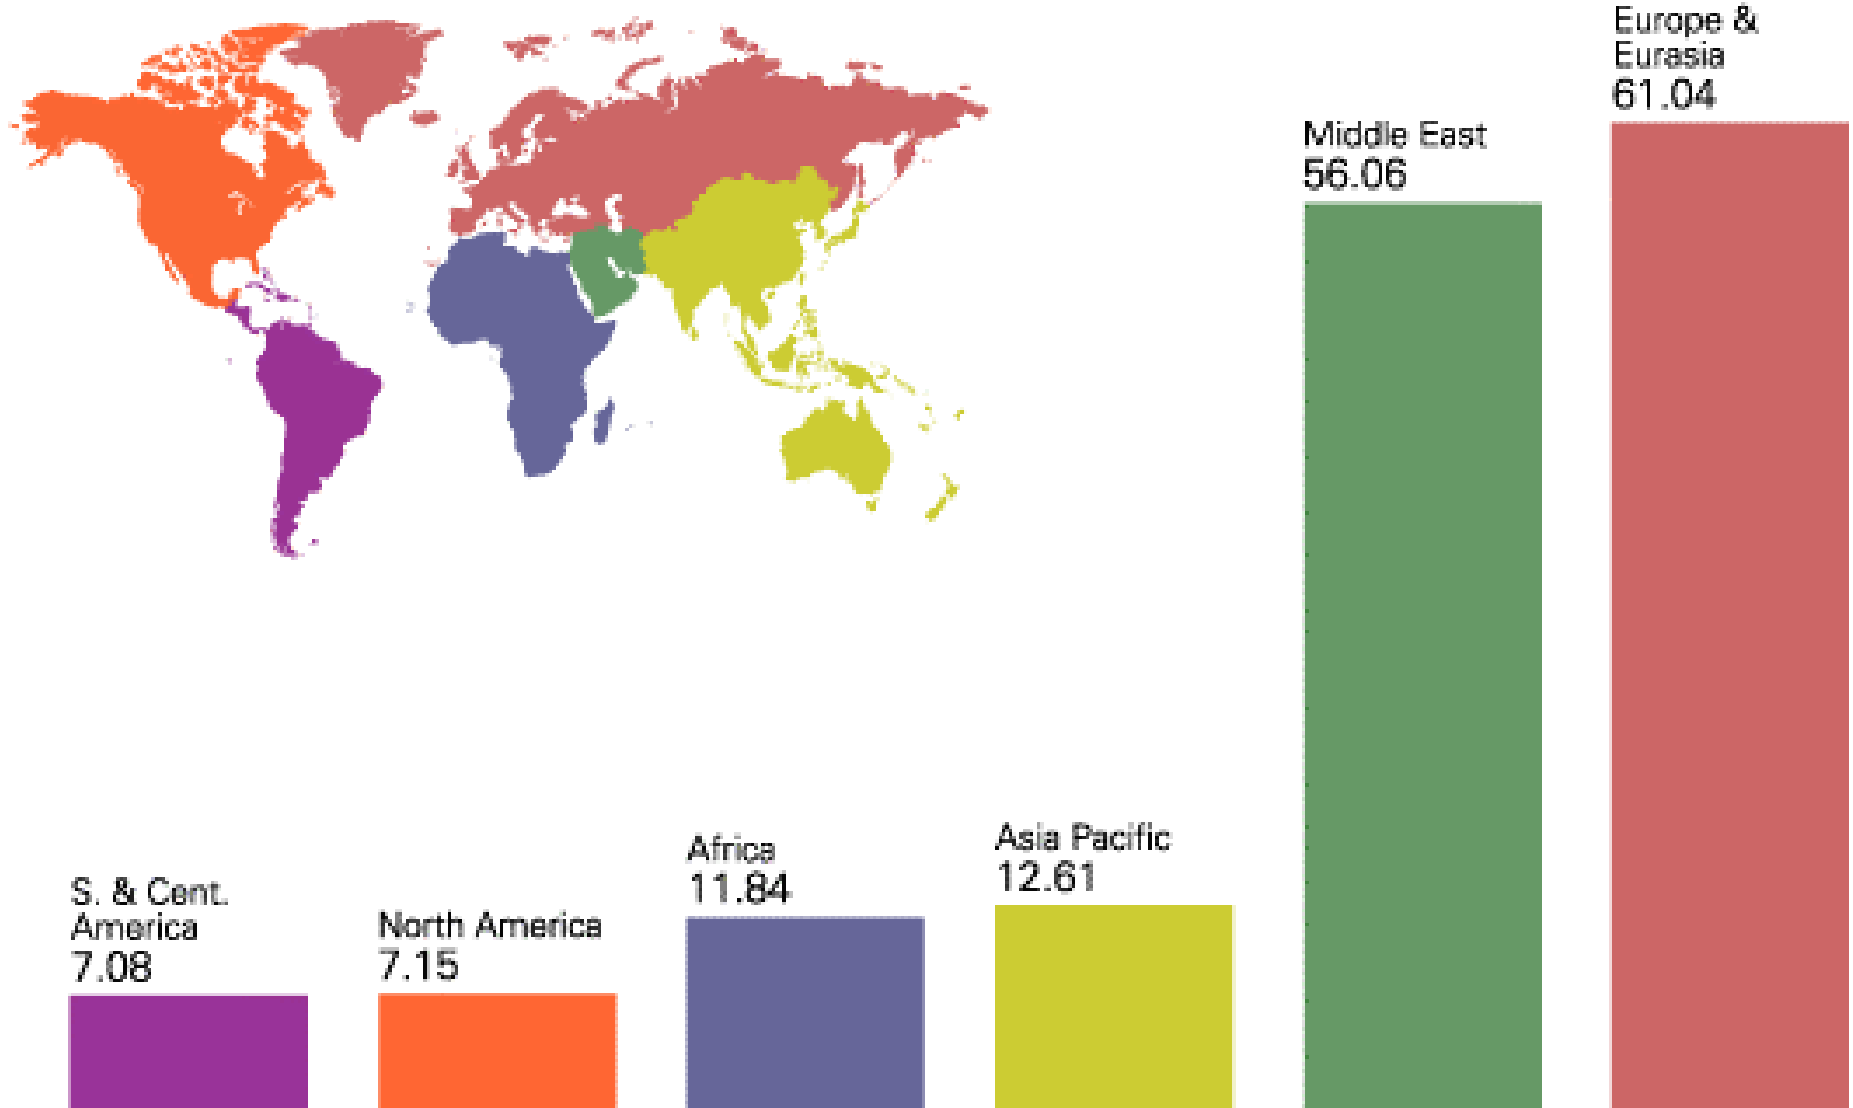 S. & Cent.
America
7.08
North America
7.15
Africa
11.84
Asia Pacific
12.61
Middle East
56.06
Europe &
Eurasia
61.04